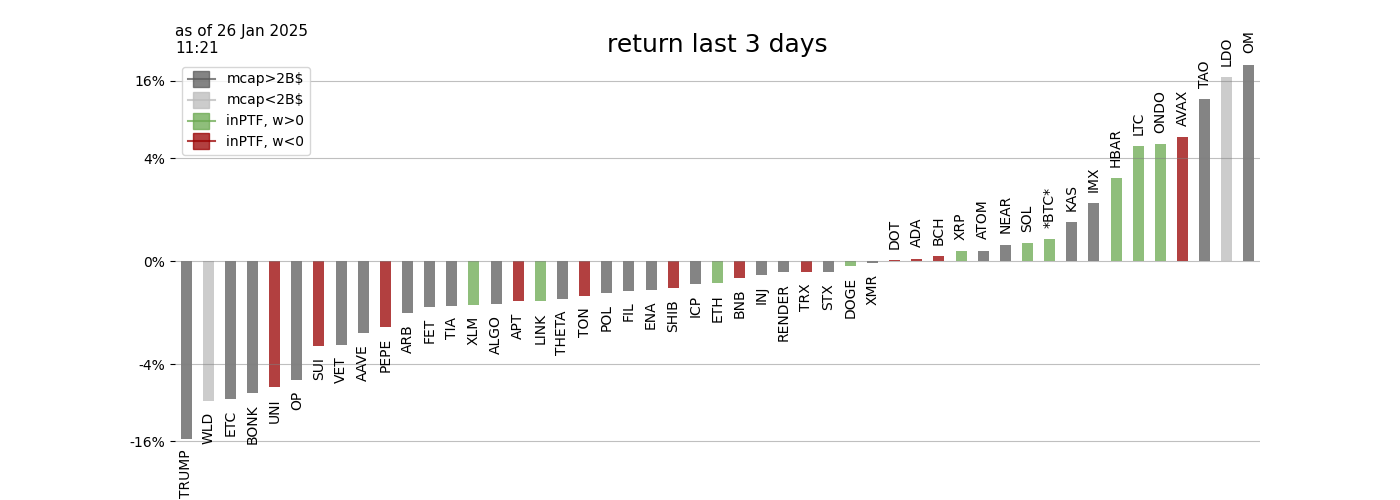 as of 26 Jan 2025
11:21
return last 3 days
mcap>2B$
mcap<2B$
inPTF, w>0
inPTF, w<0
16%
4%
0%
-4%
-16%
TRUMP
WLD
ETC
BONK
UNI
OP
SUI
VET
AAVE
PEPE
ARB
FET
TIA
XLM
ALGO
APT
LINK
THETA
TON
POL
FIL
ENA
SHIB
ICP
ETH
BNB
INJ
RENDER
TRX
STX
DOGE
XMR
DOT
ADA
BCH
XRP
ATOM
NEAR
SOL
*BTC*
KAS
IMX
HBAR
LTC
ONDO
AVAX
TAO
LDO
OM